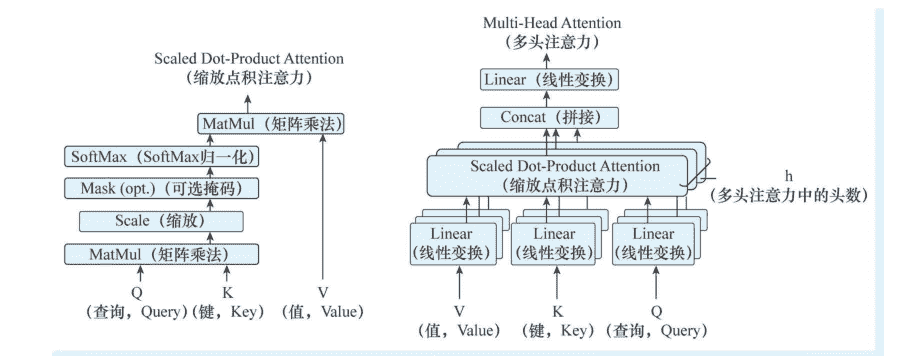 Scaled Dot-Product Attention
(缩放点积注意力)
MatMul（矩阵乘法）
SoftMax（SoftMax归一化）
Mask (opt.)（可选掩码）
Scale（缩放）
MatMul（矩阵乘法）
Q
K
V
(查询，Query)
(键，Key)
(值，Value)
Multi-Head Attention
(多头注意力)
Linear（线性变换）
Concat（拼接）
Scaled Dot-Product Attention
(缩放点积注意力)
h
(多头注意力中的头数)
Linear
(线性变换)
Linear
(线性变换)
Linear
(线性变换)
V
K
Q
(值，Value)
(键，Key)
(查询，Query)